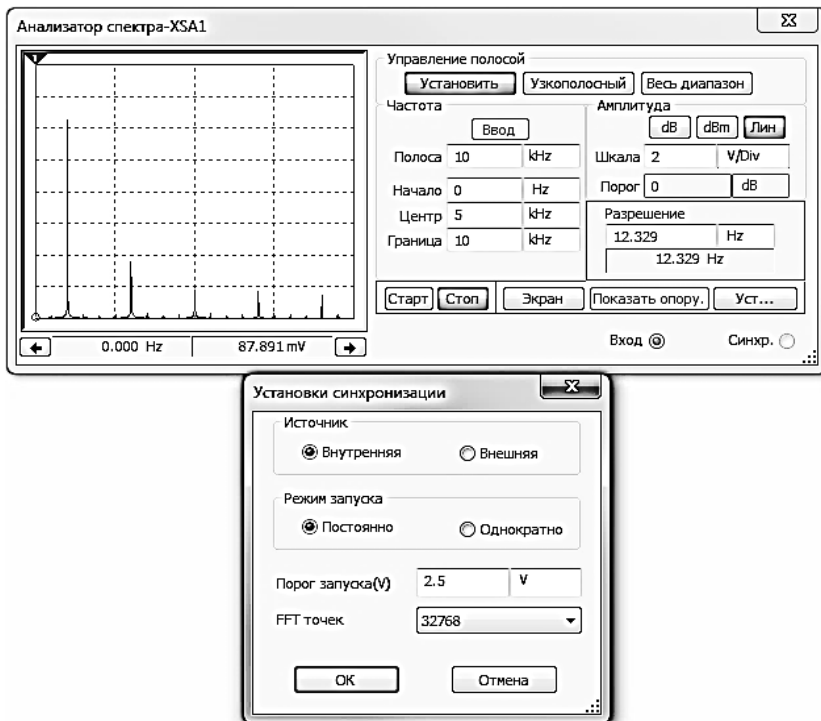 Анализатор спектра-XSA1
1
Управление полосой
Установить Узкополосный Весь диапазон
Частота
Ввод
Полоса 10 kHz
Начало 0 Hz
Центр 5 kHz
Граница 10 kHz
Амплитуда
dB dBm Лин
Шкала 2 V/Div
Порог 0 dB
Разрешение
12.329 Hz
12.329 Hz
Старт Стоп Экран Показать опору. Уст...
0.000 Hz 87.891 mV
Вход Синхр.
Установки синхронизации
Источник
Внутренняя Внешняя
Режим запуска
Постоянно Однократно
Порог запуска(V) 2.5 V
FFT точек 32768
OK Отмена